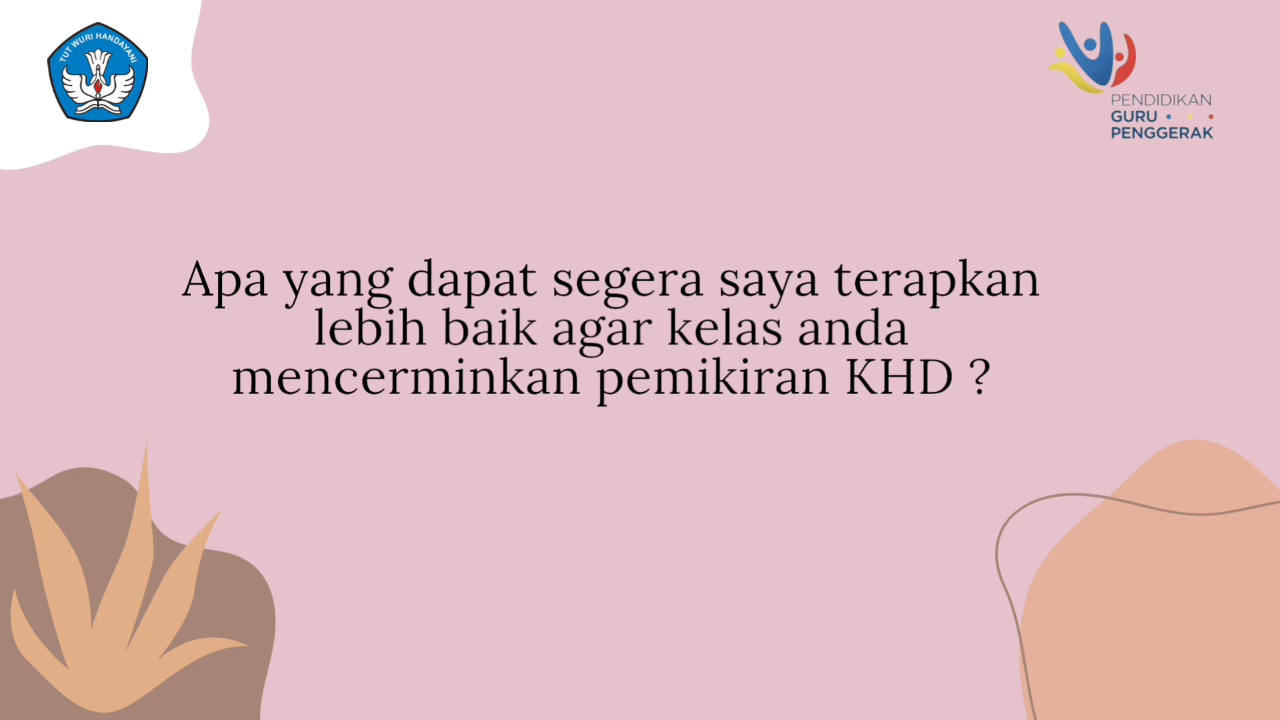 TUT WURI HANDAYANI
PENDIDIKAN
GURU
PENGGERAK
Apa yang dapat segera saya terapkan
lebih baik agar kelas anda
mencerminkan pemikiran KHD ?